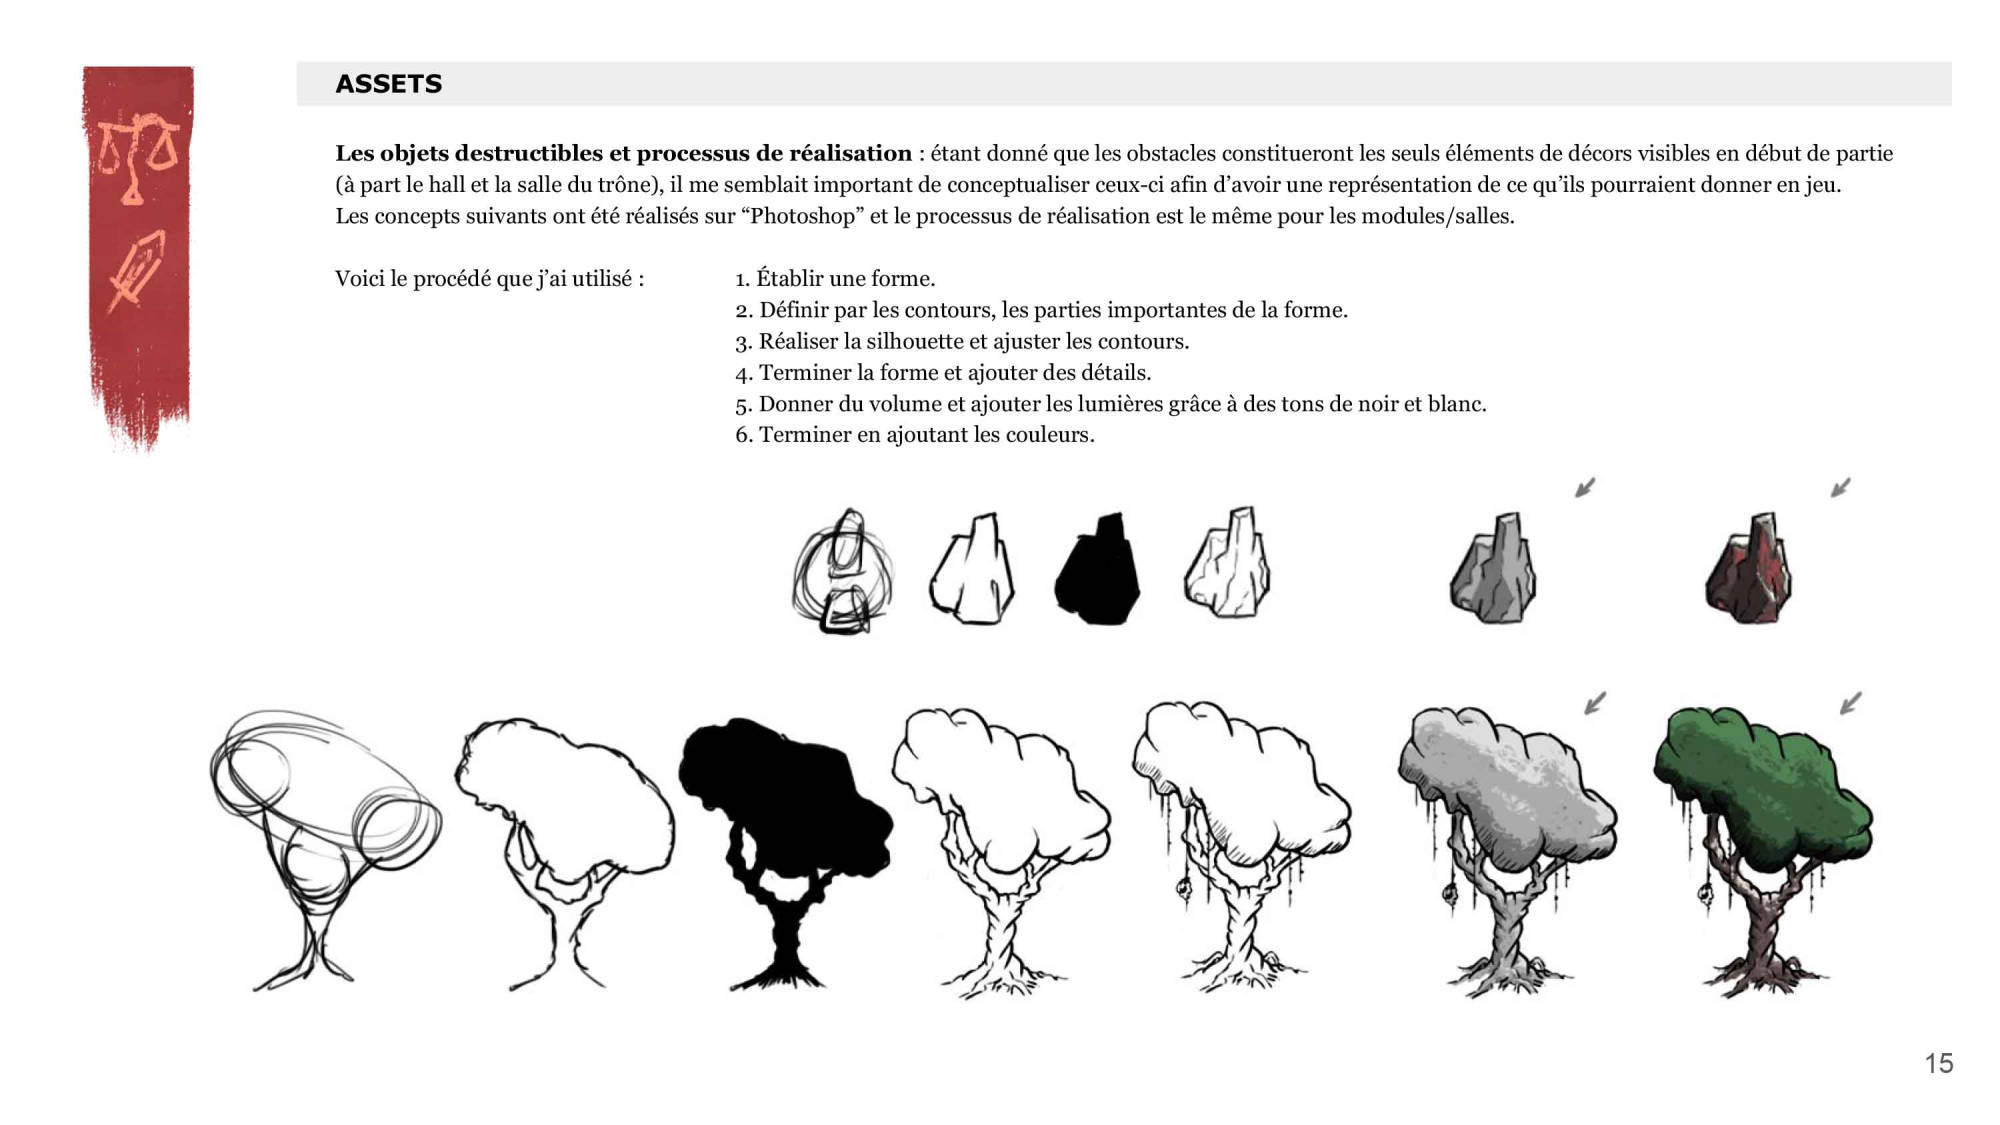 ASSETS
Les objets destructibles et processus de réalisation : étant donné que les obstacles constitueront les seuls éléments de décors visibles en début de partie
(à part le hall et la salle du trône), il me semblait important de conceptualiser ceux-ci afin d’avoir une représentation de ce qu’ils pourraient donner en jeu.
Les concepts suivants ont été réalisés sur “Photoshop” et le processus de réalisation est le même pour les modules/salles.
Voici le procédé que j’ai utilisé :
1. Établir une forme.
2. Définir par les contours, les parties importantes de la forme.
3. Réaliser la silhouette et ajuster les contours.
4. Terminer la forme et ajouter des détails.
5. Donner du volume et ajouter les lumières grâce à des tons de noir et blanc.
6. Terminer en ajoutant les couleurs.
15